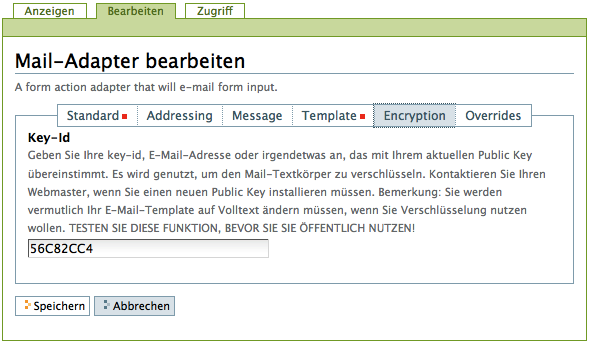 Anzeigen Bearbeiten Zugriff
Mail-Adapter bearbeiten
A form action adapter that will e-mail form input.
Standard Addressing Message Template Encryption Overrides
Key-Id
Geben Sie Ihre key-id, E-Mail-Adresse oder irgendetwas an, das mit Ihrem aktuellen Public Key
übereinstimmt. Es wird genutzt, um den Mail-Textkörper zu verschlüsseln. Kontaktieren Sie Ihren
Webmaster, wenn Sie einen neuen Public Key installieren müssen. Bemerkung: Sie werden
vermutlich Ihr E-Mail-Template auf Volltext ändern müssen, wenn Sie Verschlüsselung nutzen
wollen. TESTEN SIE DIESE FUNKTION, BEVOR SIE SIE ÖFFENTLICH NUTZEN!
56C82CC4
Speichern Abbrechen